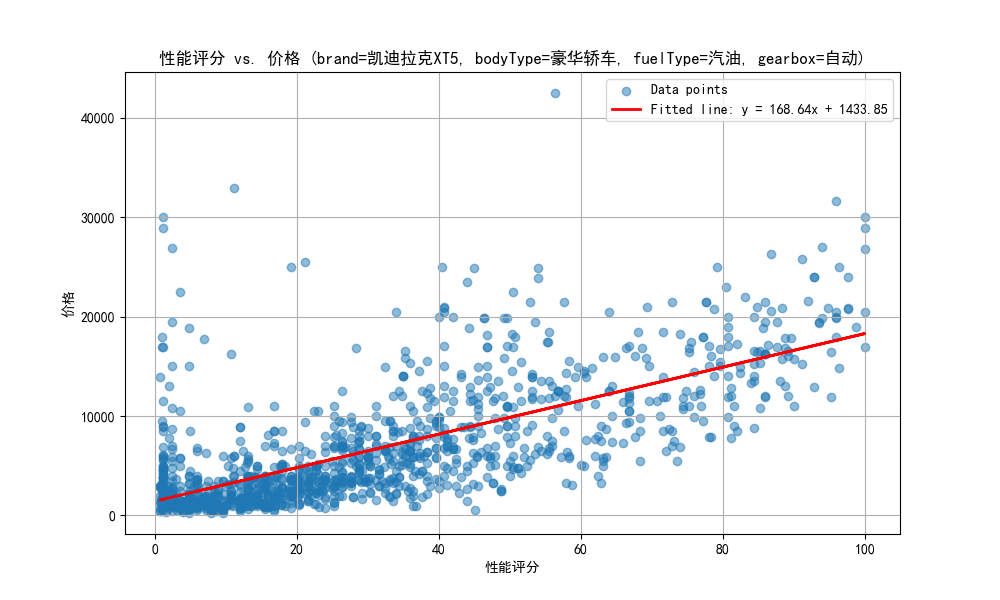 性能评分 vs. 价格 (brand=凯迪拉克XT5, bodyType=豪华轿车, fuelType=汽油, gearbox=自动)
Data points
Fitted line: y = 168.64x + 1433.85
价格
40000
30000
20000
10000
0
0 20 40 60 80 100
性能评分